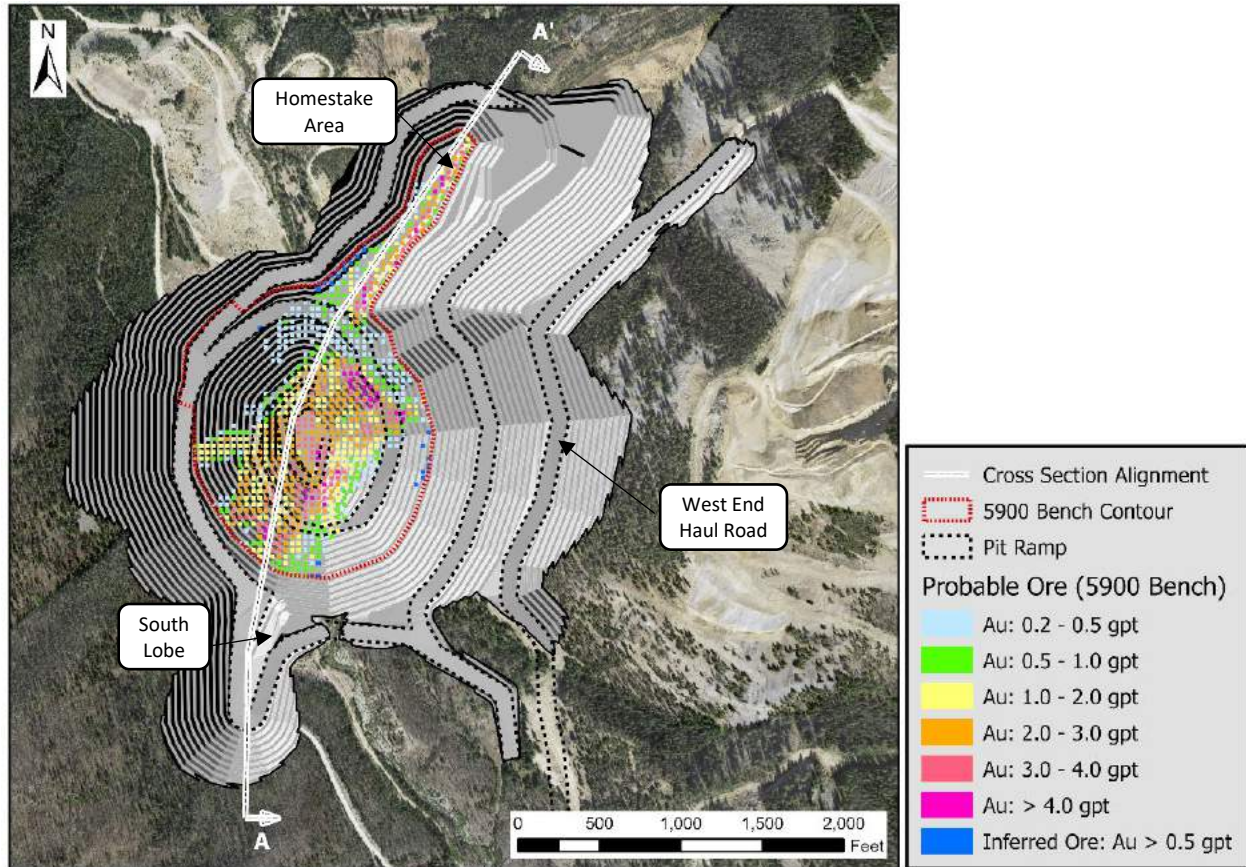 N
A'
Homestake
Area
West End
Haul Road
South
Lobe
A
0 500 1,000 1,500 2,000
Feet
Cross Section Alignment
5900 Bench Contour
Pit Ramp
Probable Ore (5900 Bench)
Au: 0.2 - 0.5 gpt
Au: 0.5 - 1.0 gpt
Au: 1.0 - 2.0 gpt
Au: 2.0 - 3.0 gpt
Au: 3.0 - 4.0 gpt
Au: > 4.0 gpt
Inferred Ore: Au > 0.5 gpt